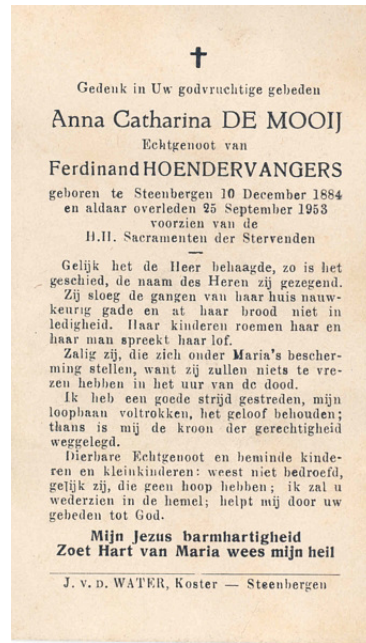 Gedenk in Uw godvruchtige gebeden
Anna Catharina DE MOOIJ
Echtgenoot van
Ferdinand HOENDERVANGERS
geboren te Steenbergen 10 December 1884
en aldaar overleden 25 September 1953
voorzien van de
H.H. Sacramenten der Stervenden
Gelijk het de Heer behaagde, zo is het
geschied, de naam des Heren zij gezegend.
Zij sloeg de gangen van haar huis nauw-
keurig gade en at haar brood niet in
ledigheid. Haar kinderen roemen haar en
haar man spreekt haar lof.
Zalig zij, die zich onder Maria's bescher-
ming stellen, want zij zullen niets te vre-
zen hebben in het uur van de dood.
Ik heb een goede strijd gestreden, mijn
loopbaan voltrokken, het geloof behouden;
thans is mij de kroon der gerechtigheid
weggelegd.
Dierbare Echtgenoot en beminde kinde-
ren en kleinkinderen: weest niet bedroefd,
gelijk zij, die geen hoop hebben; ik zal u
wederzien in de hemel; helpt mij door uw
gebeden tot God.
Mijn Jezus barmhartigheid
Zoet Hart van Maria wees mijn heil
J. v. d. WATER, Koster — Steenbergen